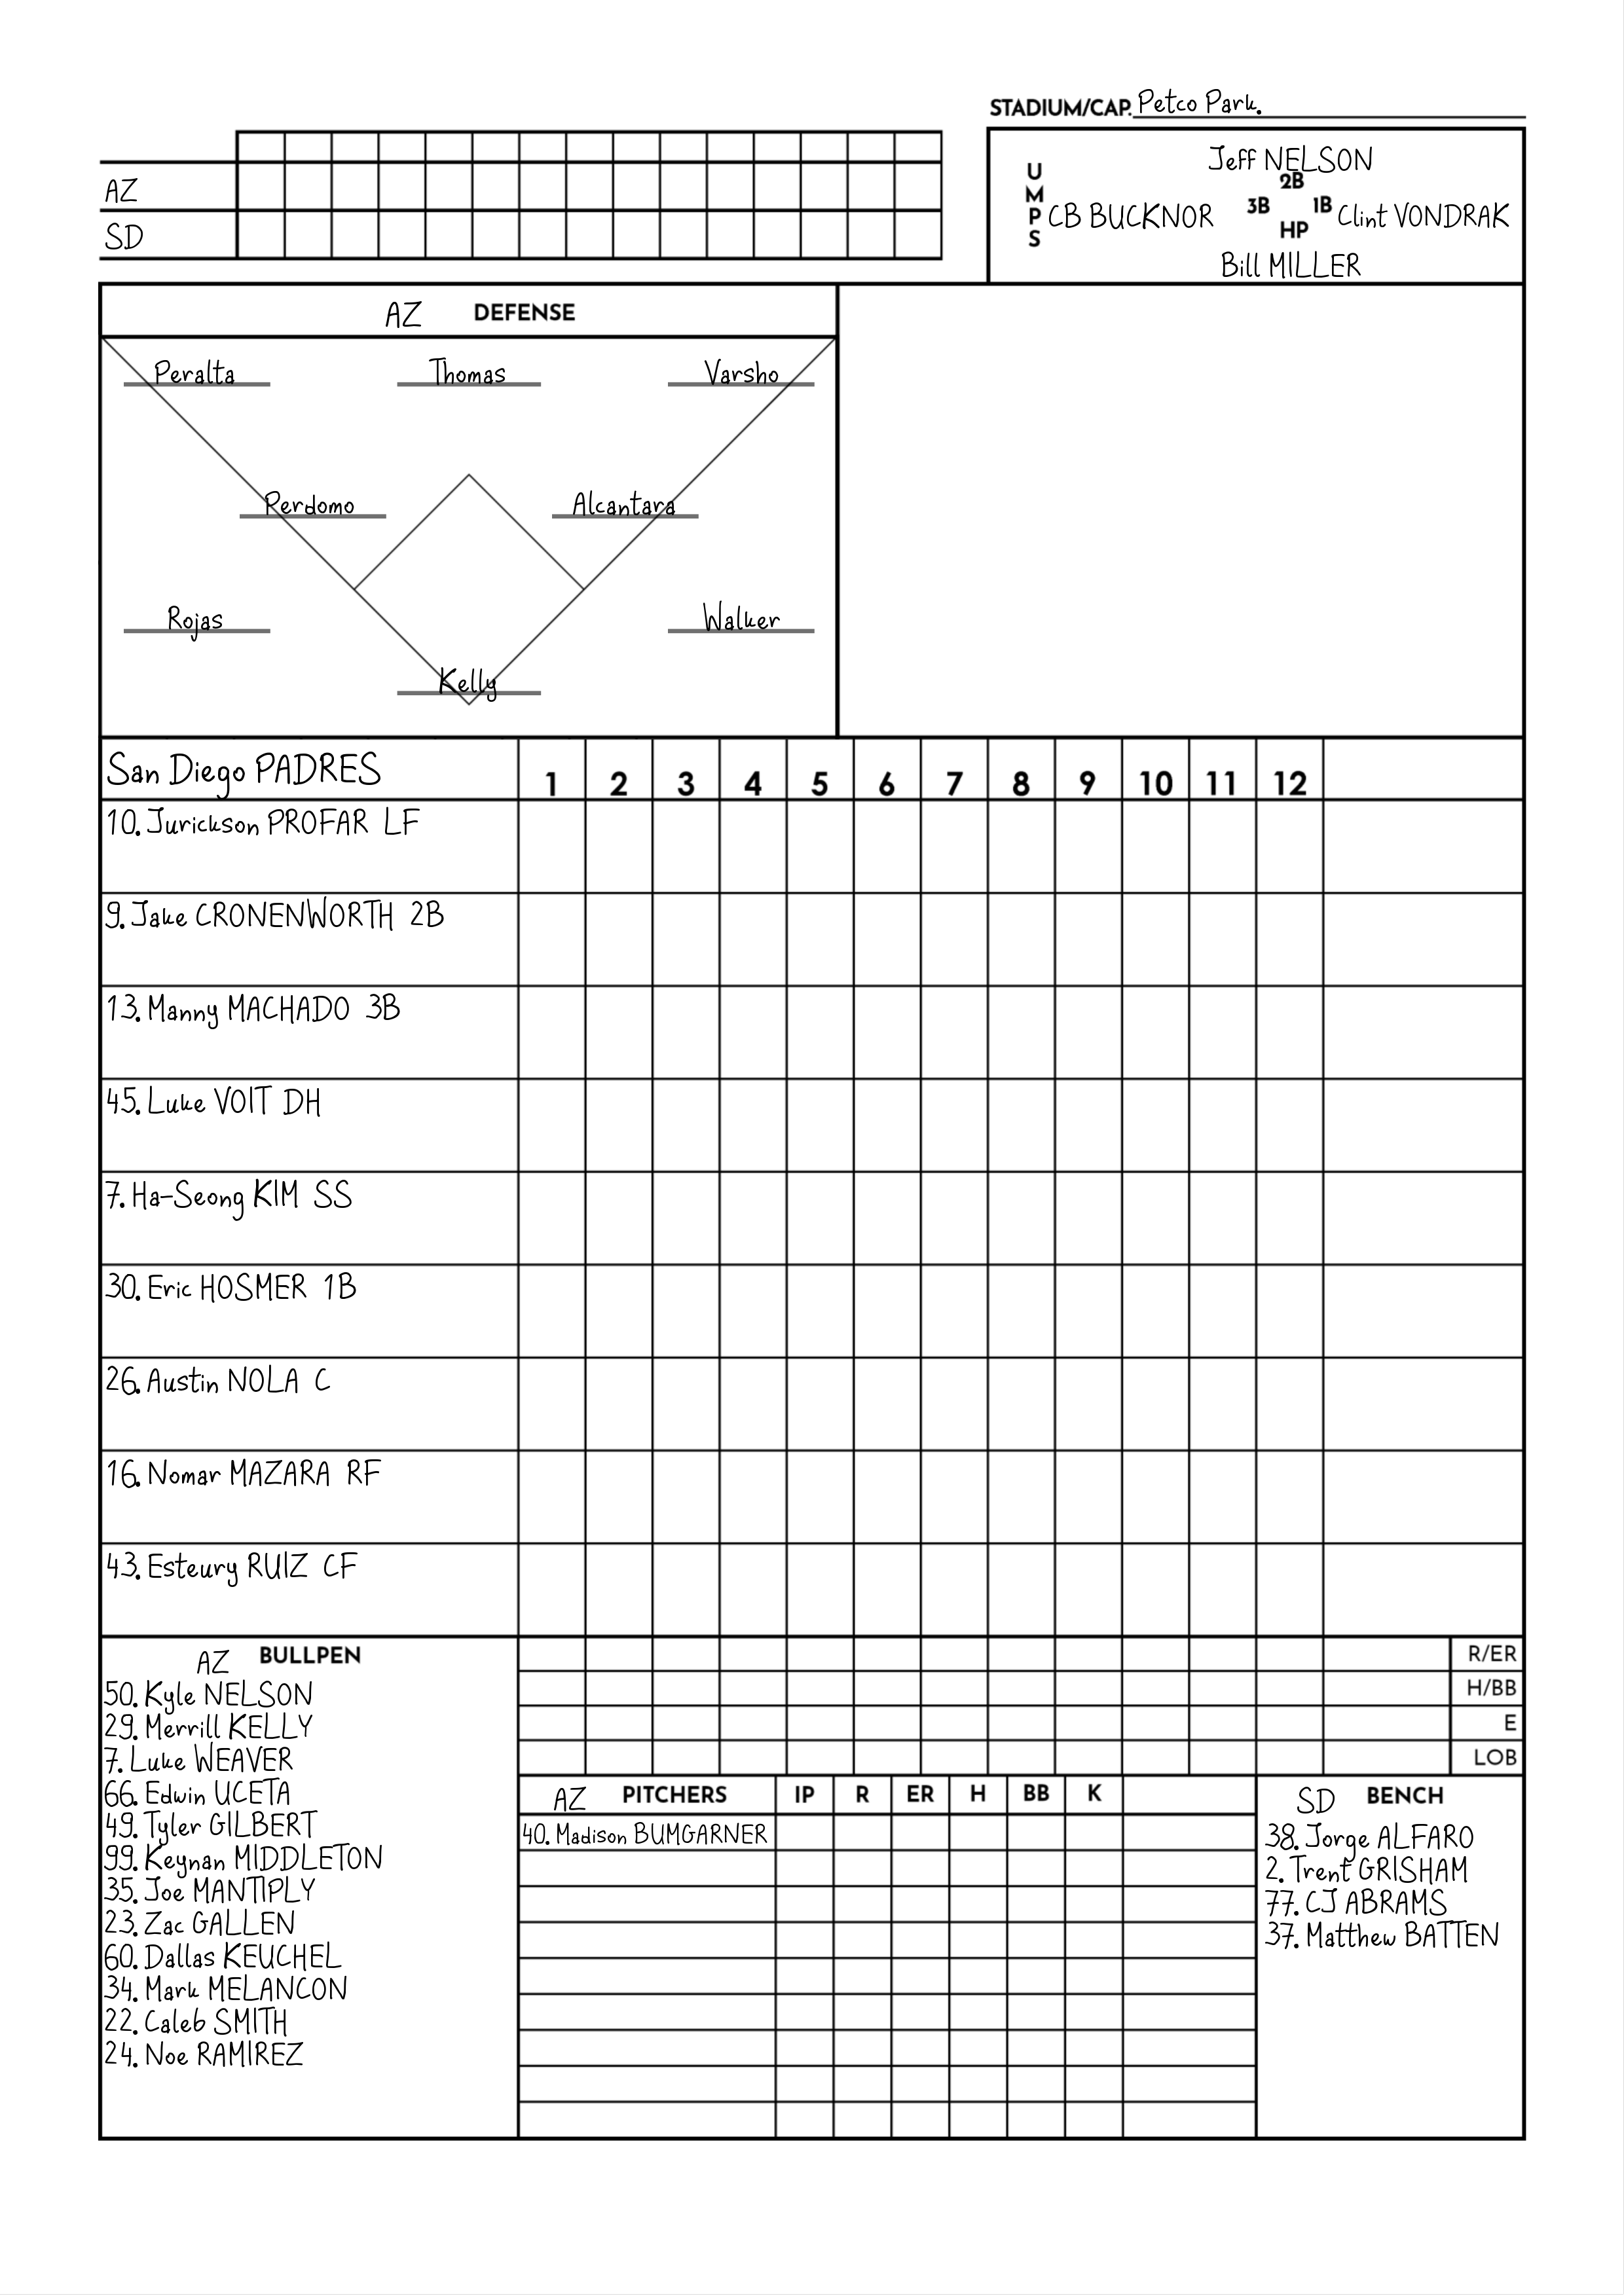 STADIUM/CAP. Petco Park.
AZ
SD
UMPS
Jeff NELSON
2B
CB BUCKNOR 3B 1B Clint VONDRAK
HP
Bill MILLER
AZ DEFENSE
Peralta Thomas Varsho
Perdomo Alcantara
Rojas Walker
Kelly
San Diego PADRES 1 2 3 4 5 6 7 8 9 10 11 12
10. Jurickson PROFAR LF
9. Jake CRONENWORTH 2B
13. Manny MACHADO 3B
45. Luke VOIT DH
7. Ha-Seong KIM SS
30. Eric HOSMER 1B
26. Austin NOLA C
16. Nomar MAZARA RF
43. Esteury RUIZ CF
R/ER
H/BB
E
LOB
AZ BULLPEN
50. Kyle NELSON
29. Merrill KELLY
7. Luke WEAVER
66. Edwin UCETA
49. Tyler GILBERT
99. Keynan MIDDLETON
35. Joe MANTIPLY
23. Zac GALLEN
60. Dallas KEUCHEL
34. Mark MELANCON
22. Caleb SMITH
24. Noe RAMIREZ
AZ PITCHERS IP R ER H BB K
40. Madison BUMGARNER
SD BENCH
38. Jorge ALFARO
2. Trent GRISHAM
77. CJ ABRAMS
37. Matthew BATTEN